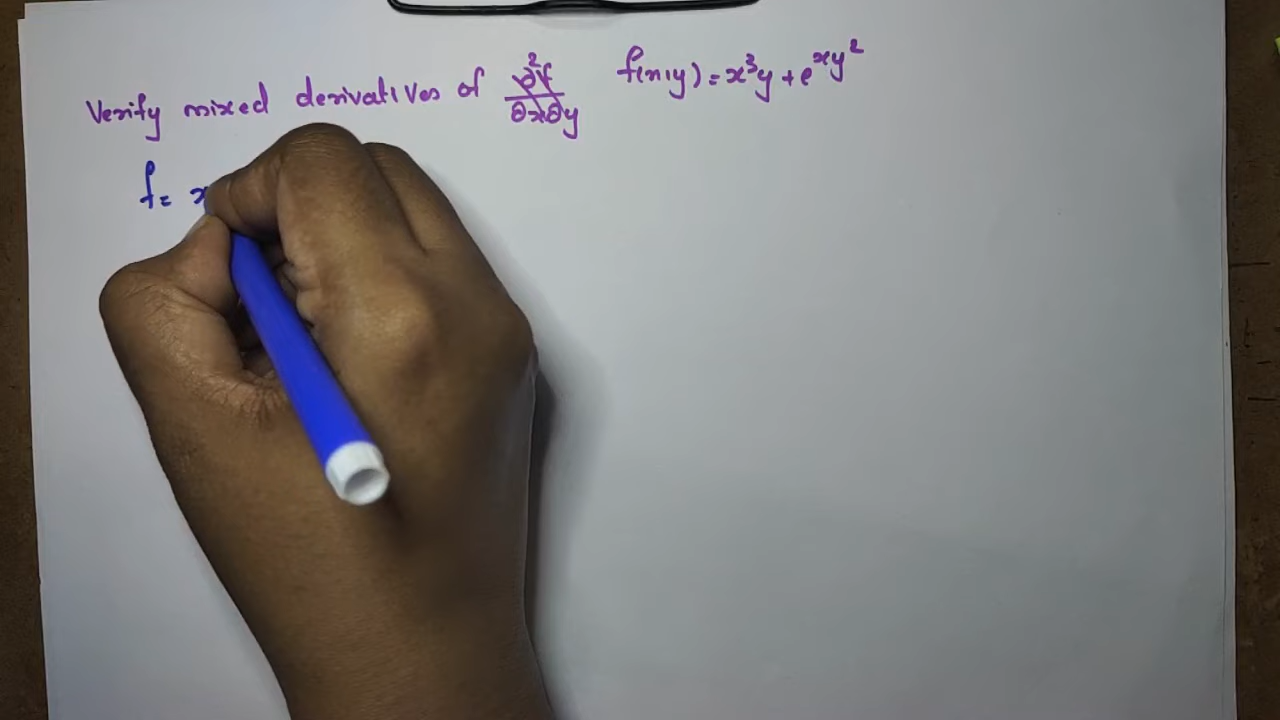 Verify mixed derivatives of ∂²f/∂x∂y f(x,y) = x³y + e^xy²
f = x